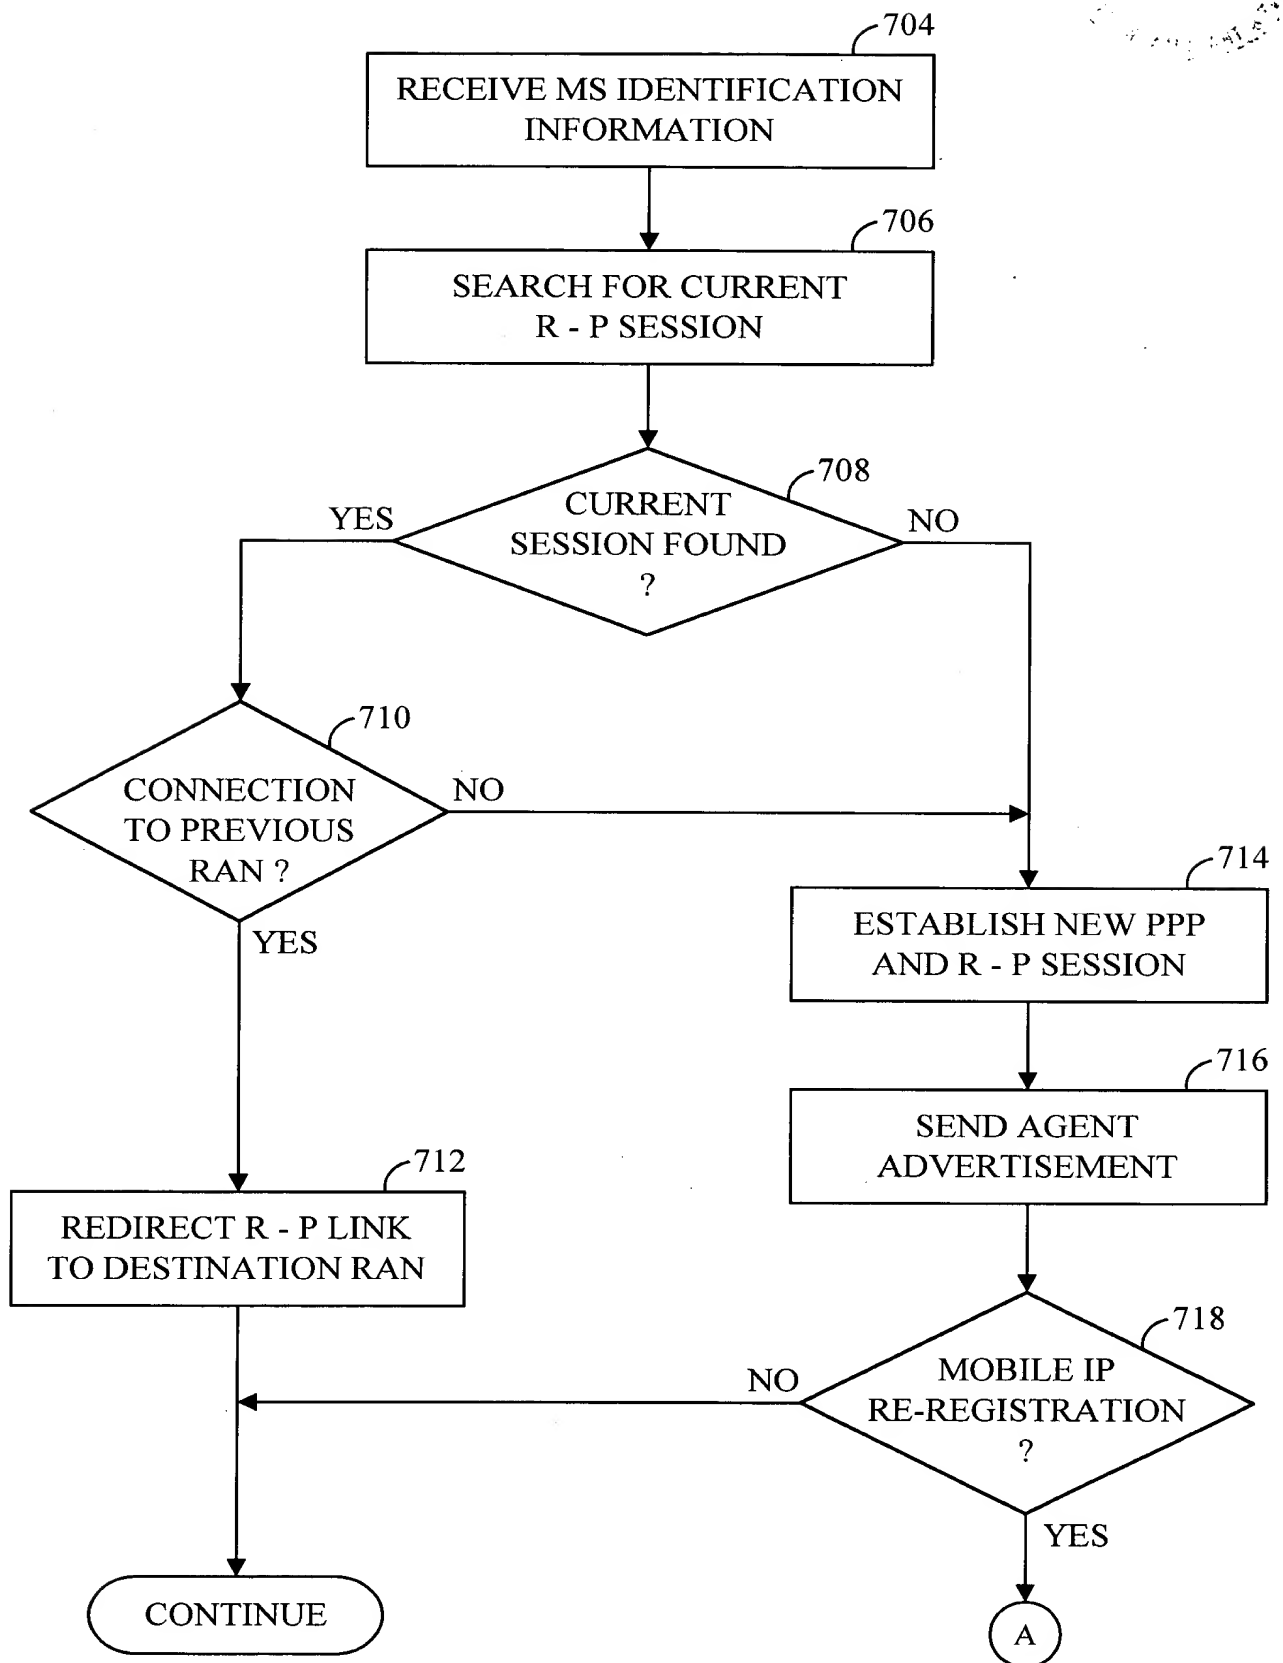 704
RECEIVE MS IDENTIFICATION
INFORMATION
706
SEARCH FOR CURRENT
R - P SESSION
708
CURRENT
SESSION FOUND
?
YES
NO
710
CONNECTION
TO PREVIOUS
RAN ?
NO
YES
714
ESTABLISH NEW PPP
AND R - P SESSION
716
SEND AGENT
ADVERTISEMENT
712
REDIRECT R - P LINK
TO DESTINATION RAN
718
MOBILE IP
RE-REGISTRATION
?
NO
YES
CONTINUE
A